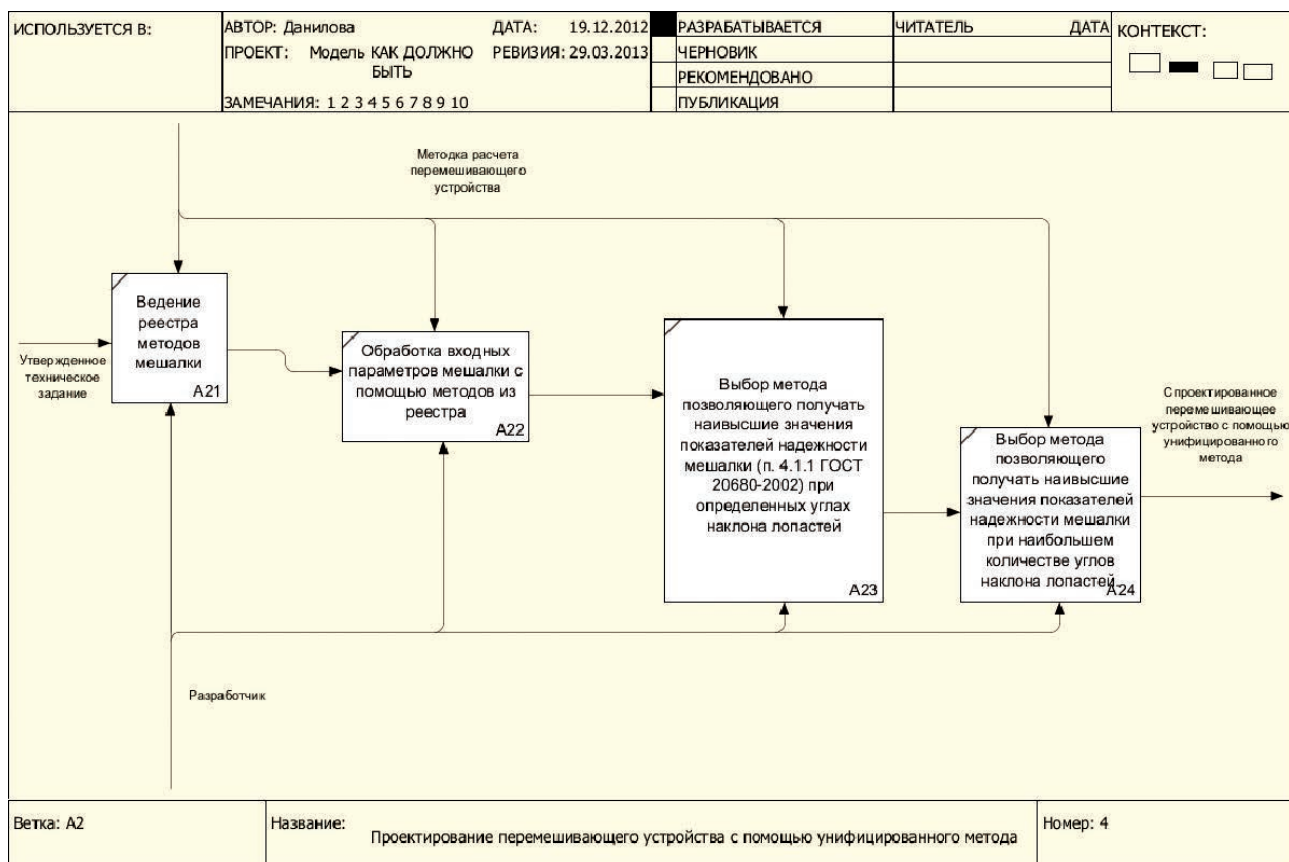 ИСПОЛЬЗУЕТСЯ В:
АВТОР: Данилова
ДАТА: 19.12.2012
ПРОЕКТ: Модель КАК ДОЛЖНО
БЫТЬ
РЕВИЗИЯ: 29.03.2013
ЗАМЕЧАНИЯ: 1 2 3 4 5 6 7 8 9 10
РАЗРАБАТЫВАЕТСЯ
ЧЕРНОВИК
РЕКОМЕНДОВАНО
ПУБЛИКАЦИЯ
ЧИТАТЕЛЬ
ДАТА
КОНТЕКСТ:
Методка расчета
перемешивающего
устройства
Ведение
реестра
методов
мешалки
A21
Утвержденное
техническое
задание
Обработка входных
параметров мешалки с
помощью методов из
реестра
A22
Выбор метода
позволяющего получать
наивысшие значения
показателей надежности
мешалки (п. 4.1.1 ГОСТ
20680-2002) при
определенных углах
наклона лопастей
A23
Выбор метода
позволяющего
получать наивысшие
значения показателей
надежности мешалки
при наибольшем
количестве углов
наклона лопастей.
A24
Спроектированное
перемешивающее
устройство с помощью
унифицированного
метода
Разработчик
Ветка: A2
Название:
Проектирование перемешивающего устройства с помощью унифицированного метода
Номер: 4